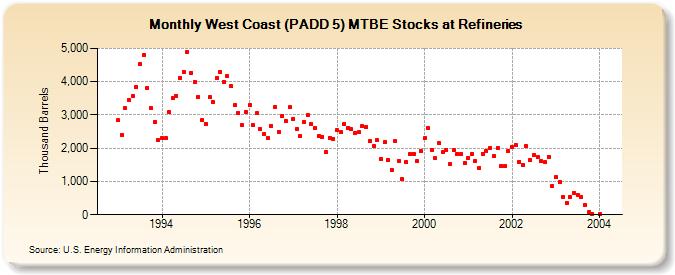 Monthly West Coast (PADD 5) MTBE Stocks at Refineries
Thousand Barrels
5,000
4,000
3,000
2,000
1,000
0
1994 1996 1998 2000 2002 2004
Source: U.S. Energy Information Administration